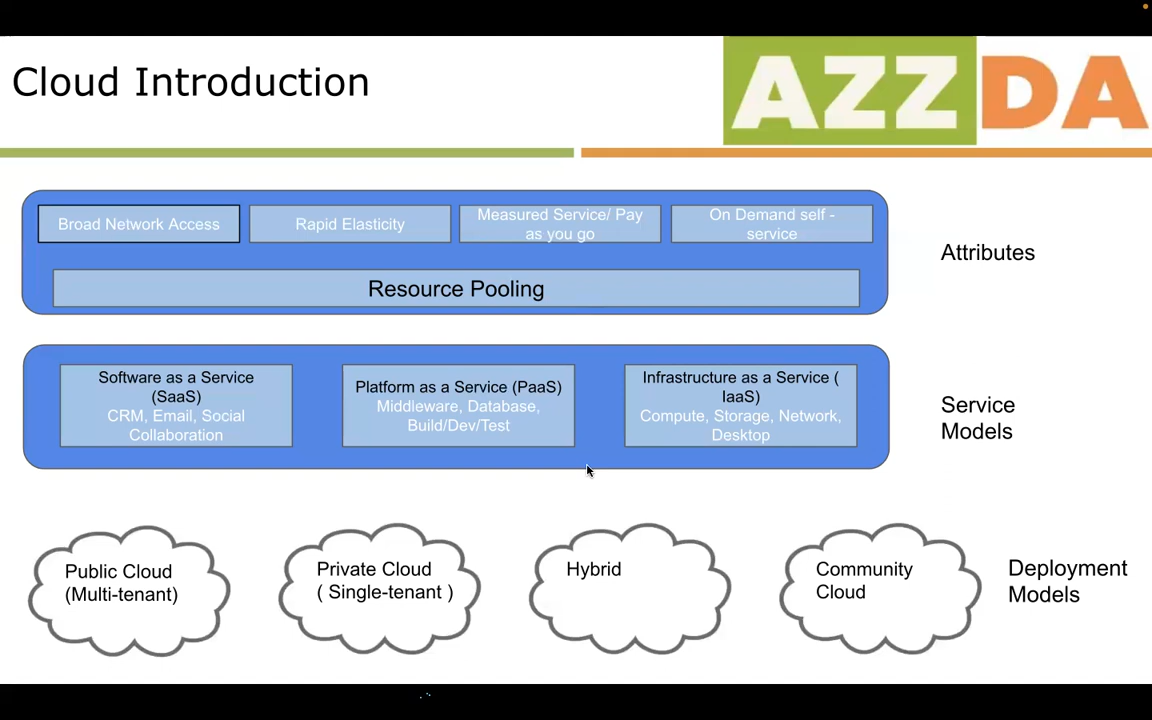 Cloud Introduction
AZZDA
Broad Network Access
Rapid Elasticity
Measured Service/ Pay
as you go
On Demand self -
service
Attributes
Resource Pooling
Software as a Service
(SaaS)
CRM, Email, Social
Collaboration
Platform as a Service (PaaS)
Middleware, Database,
Build/Dev/Test
Infrastructure as a Service (
IaaS)
Compute, Storage, Network,
Desktop
Service
Models
Public Cloud
(Multi-tenant)
Private Cloud
( Single-tenant )
Hybrid
Community
Cloud
Deployment
Models